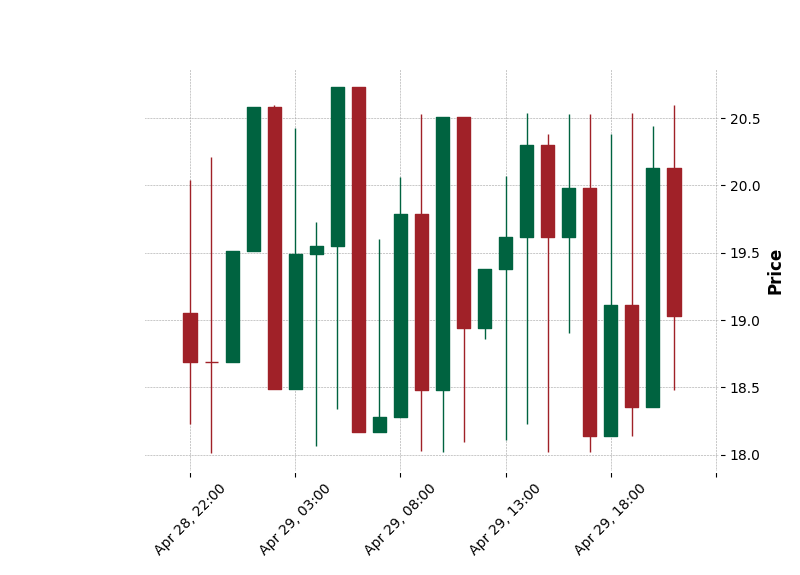 20.5
20.0
19.5
19.0
18.5
18.0
Price
Apr 28, 22:00
Apr 29, 03:00
Apr 29, 08:00
Apr 29, 13:00
Apr 29, 18:00